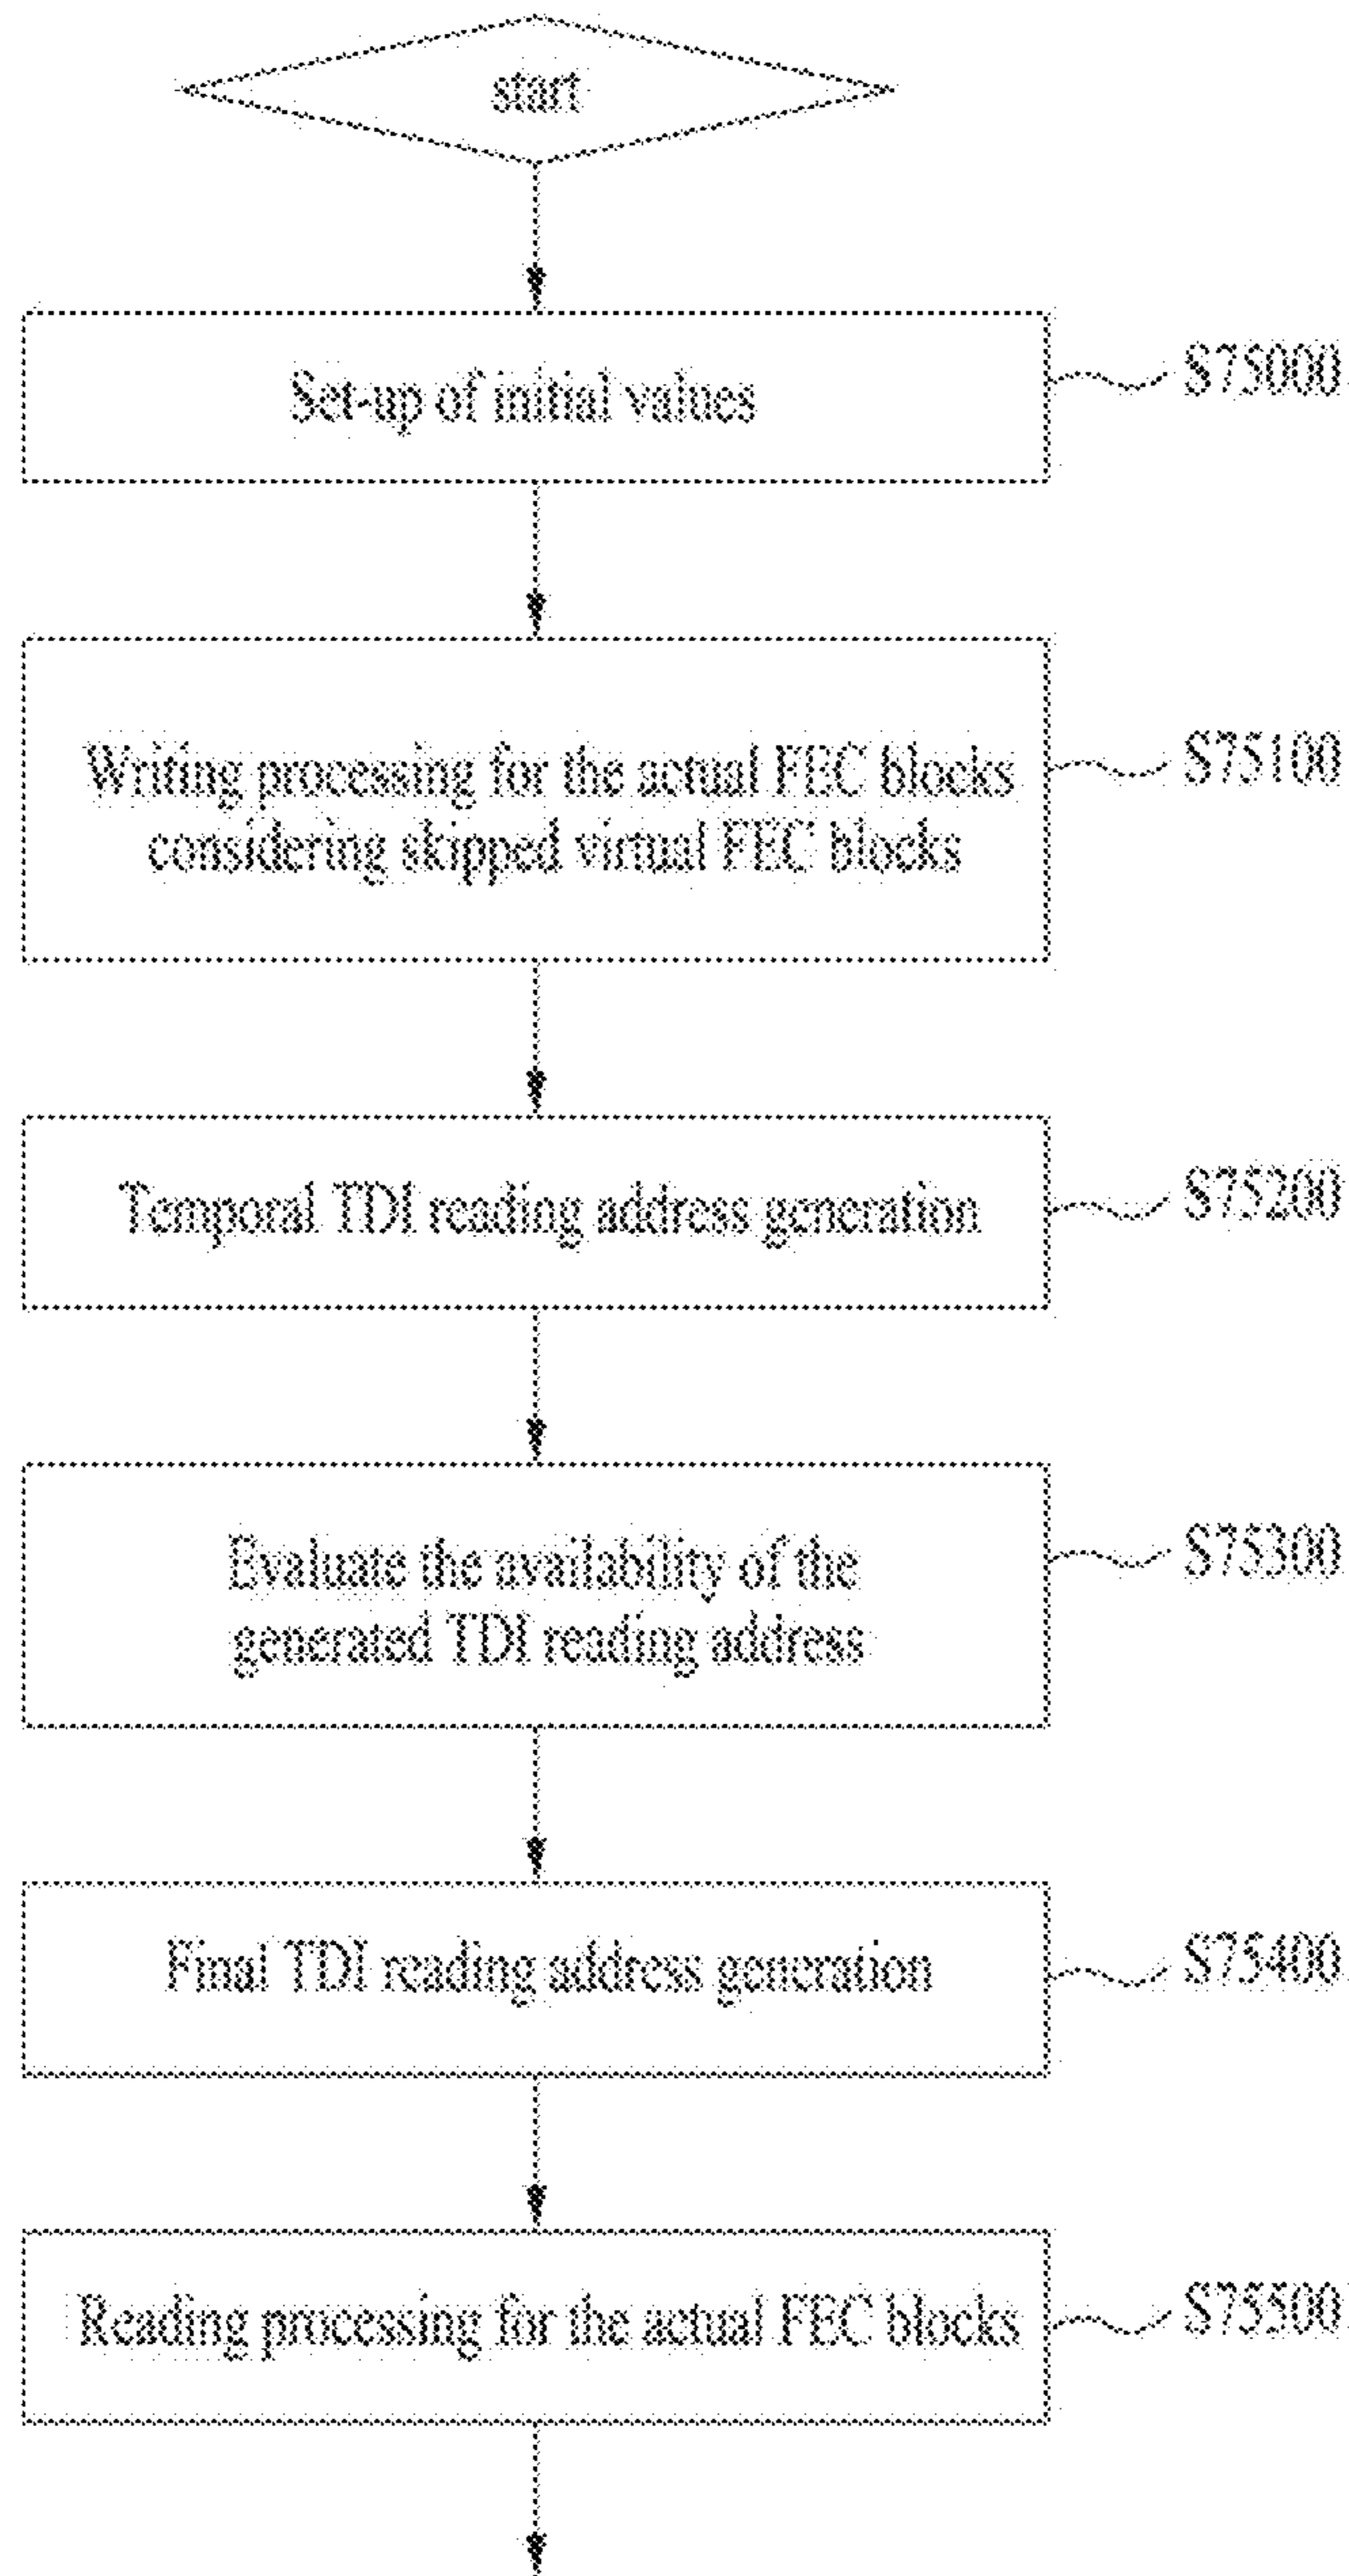 start
Set-up of initial values
S75000
Writing processing for the actual FEC blocks
considering skipped virtual FEC blocks
S75100
Temporal TDI reading address generation
S75200
Evaluate the availability of the
generated TDI reading address
S75300
Final TDI reading address generation
S75400
Reading processing for the actual FEC blocks
S75500